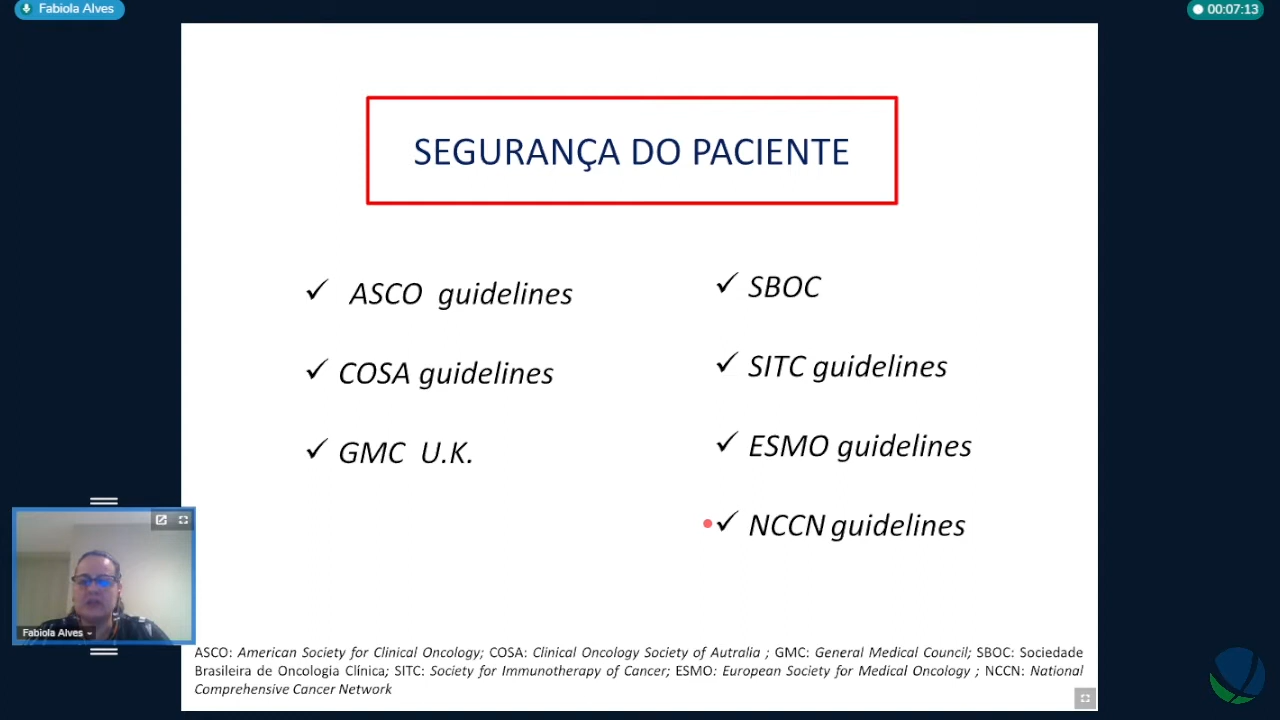 Fabiola Alves
00:07:13
SEGURANÇA DO PACIENTE
✓ ASCO guidelines
✓ COSA guidelines
✓ GMC U.K.
✓ SBOC
✓ SITC guidelines
✓ ESMO guidelines
✓ NCCN guidelines
Fabiola Alves
ASCO: American Society for Clinical Oncology; COSA: Clinical Oncology Society of Autralia ; GMC: General Medical Council; SBOC: Sociedade
Brasileira de Oncologia Clínica; SITC: Society for Immunotherapy of Cancer; ESMO: European Society for Medical Oncology ; NCCN: National
Comprehensive Cancer Network